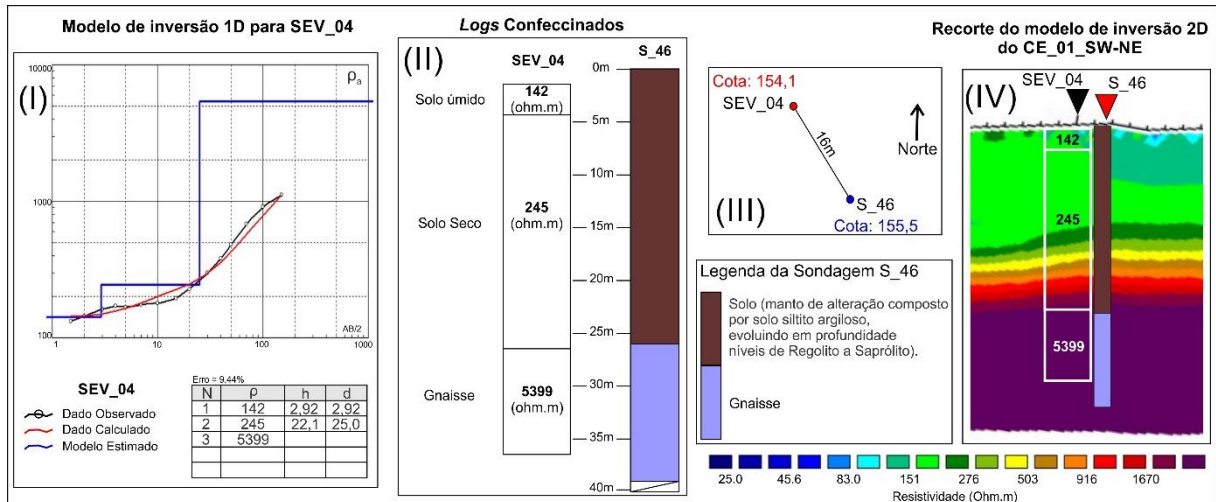 Modelo de inversão 1D para SEV_04
(I)
ρa
10000
1000
100
1
10
100
1000
AB/2
SEV_04
Dado Observado
Dado Calculado
Modelo Estimado
Erro = 9.44%
N ρ h d
1 142 2,92 2,92
2 245 22,1 25,0
3 5399
Logs Confeccinados
(II)
SEV_04
S_46
Solo úmido
142
(ohm.m)
Solo Seco
245
(ohm.m)
Gnaisse
5399
(ohm.m)
0m
5m
10m
15m
20m
25m
30m
35m
40m
Cota: 154,1
SEV_04
16m
Norte
S_46
Cota: 155,5
(III)
Legenda da Sondagem S_46
Solo (manto de alteração composto
por solo siltito argiloso,
evoluindo em profundidade
níveis de Regolito a Saprólito).
Gnaisse
Recorte do modelo de inversão 2D
do CE_01_SW-NE
(IV)
SEV_04
S_46
142
245
5399
25.0 45.6 83.0 151 276 503 916 1670
Resistividade (Ohm.m)